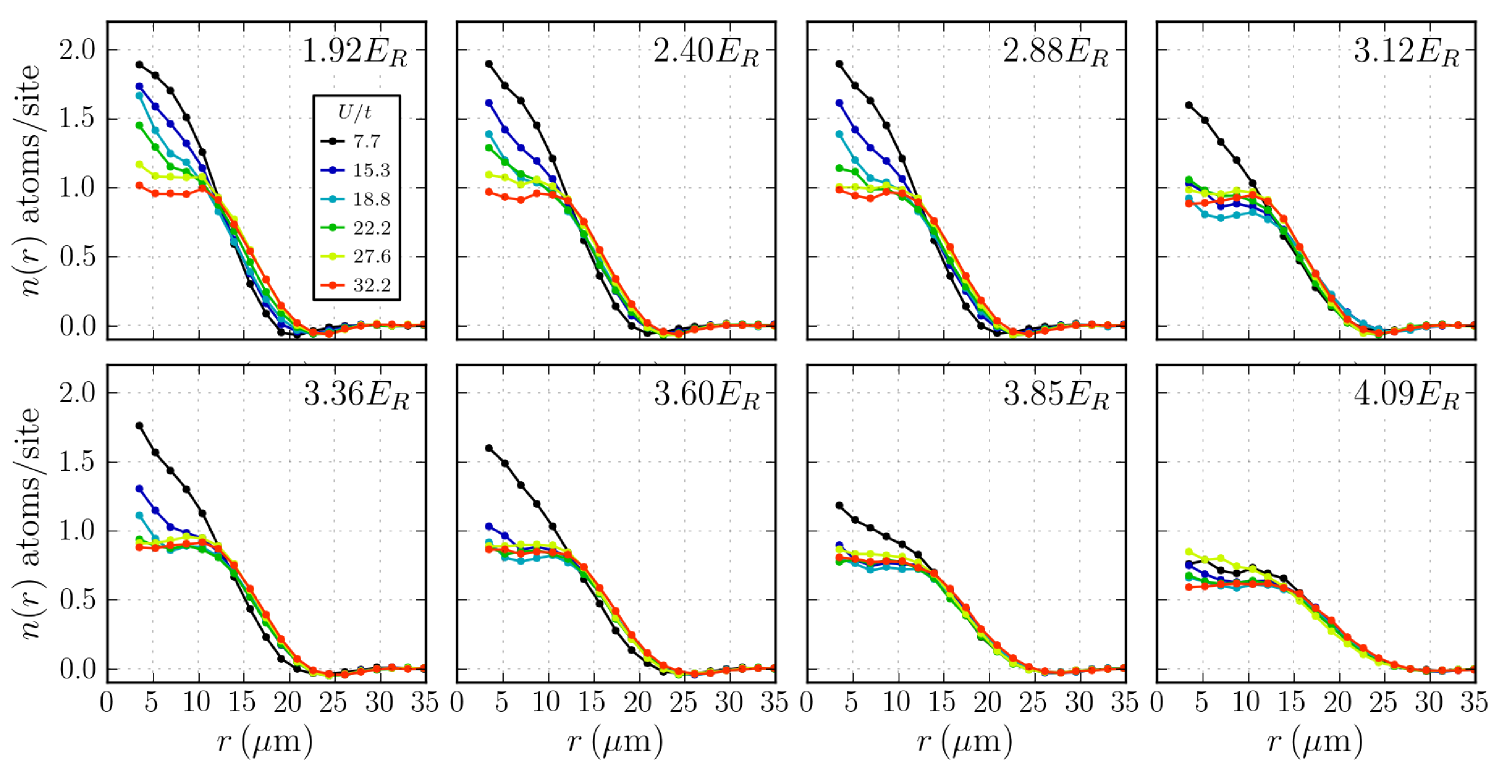 1.92E_R
2.40E_R
2.88E_R
3.12E_R
n(r) atoms/site
2.0
1.5
1.0
0.5
0.0
U/t
7.7
15.3
18.8
22.2
27.6
32.2
3.36E_R
3.60E_R
3.85E_R
4.09E_R
n(r) atoms/site
2.0
1.5
1.0
0.5
0.0
0 5 10 15 20 25 30 35
0 5 10 15 20 25 30 35
0 5 10 15 20 25 30 35
0 5 10 15 20 25 30 35
r (μm)
r (μm)
r (μm)
r (μm)